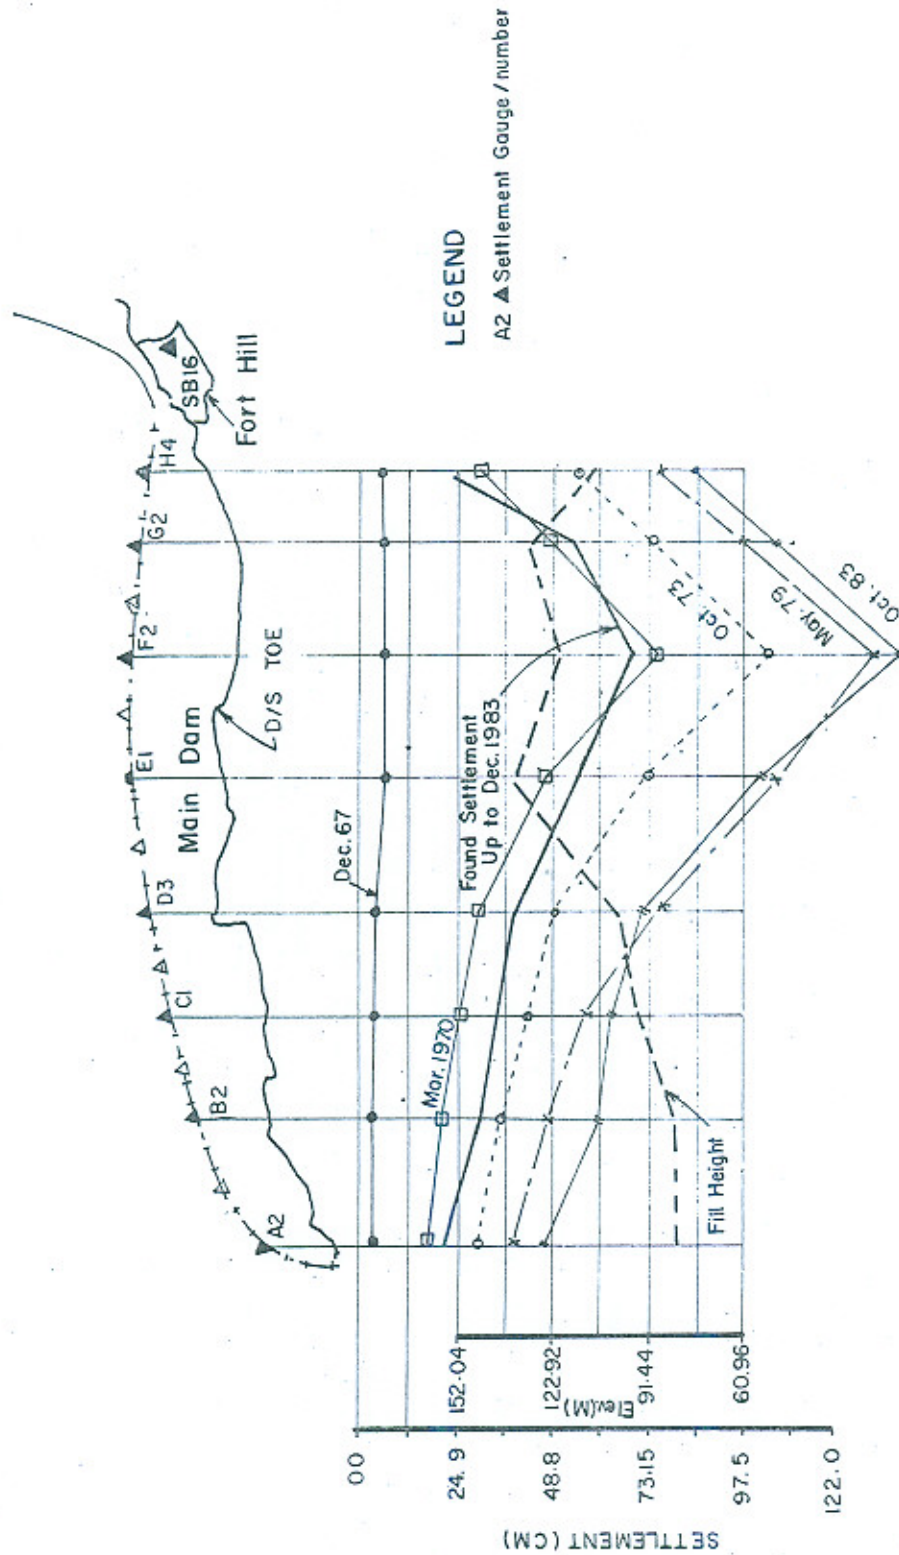 A2
B2
C1
D3
E1
F2
G2
H4
SB16
Fort Hill
Main Dam
D/S TOE
LEGEND
A2 ▲ Settlement Gauge/number
Dec. 67
Mar. 1970
Found Settlement
Up to Dec. 1983
Oct. 73
May. 79
Oct. 83
Fill Height
SETTLEMENT (CM)
00
24.9
48.8
73.15
97.5
122.0
Elev.(M)
152.04
122.92
91.44
60.96